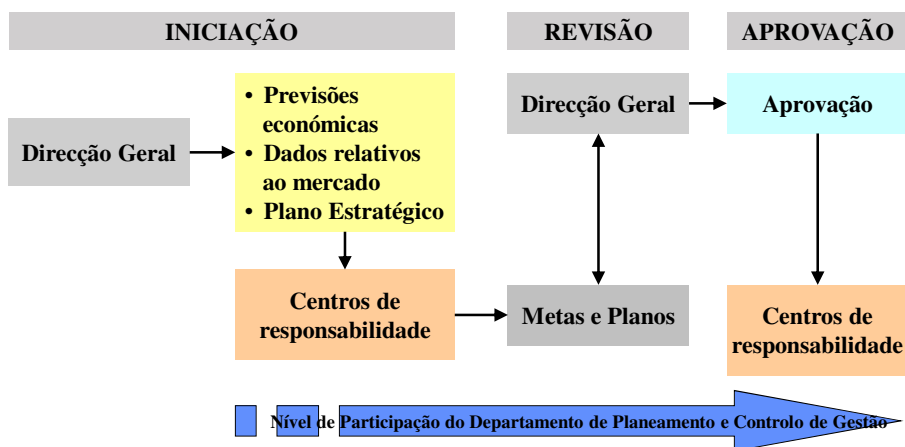 INICIAÇÃO
REVISÃO
APROVAÇÃO
Direcção Geral
• Previsões
económicas
• Dados relativos
ao mercado
• Plano Estratégico
Direcção Geral
Aprovação
Centros de
responsabilidade
Metas e Planos
Centros de
responsabilidade
Nível de Participação do Departamento de Planeamento e Controlo de Gestão